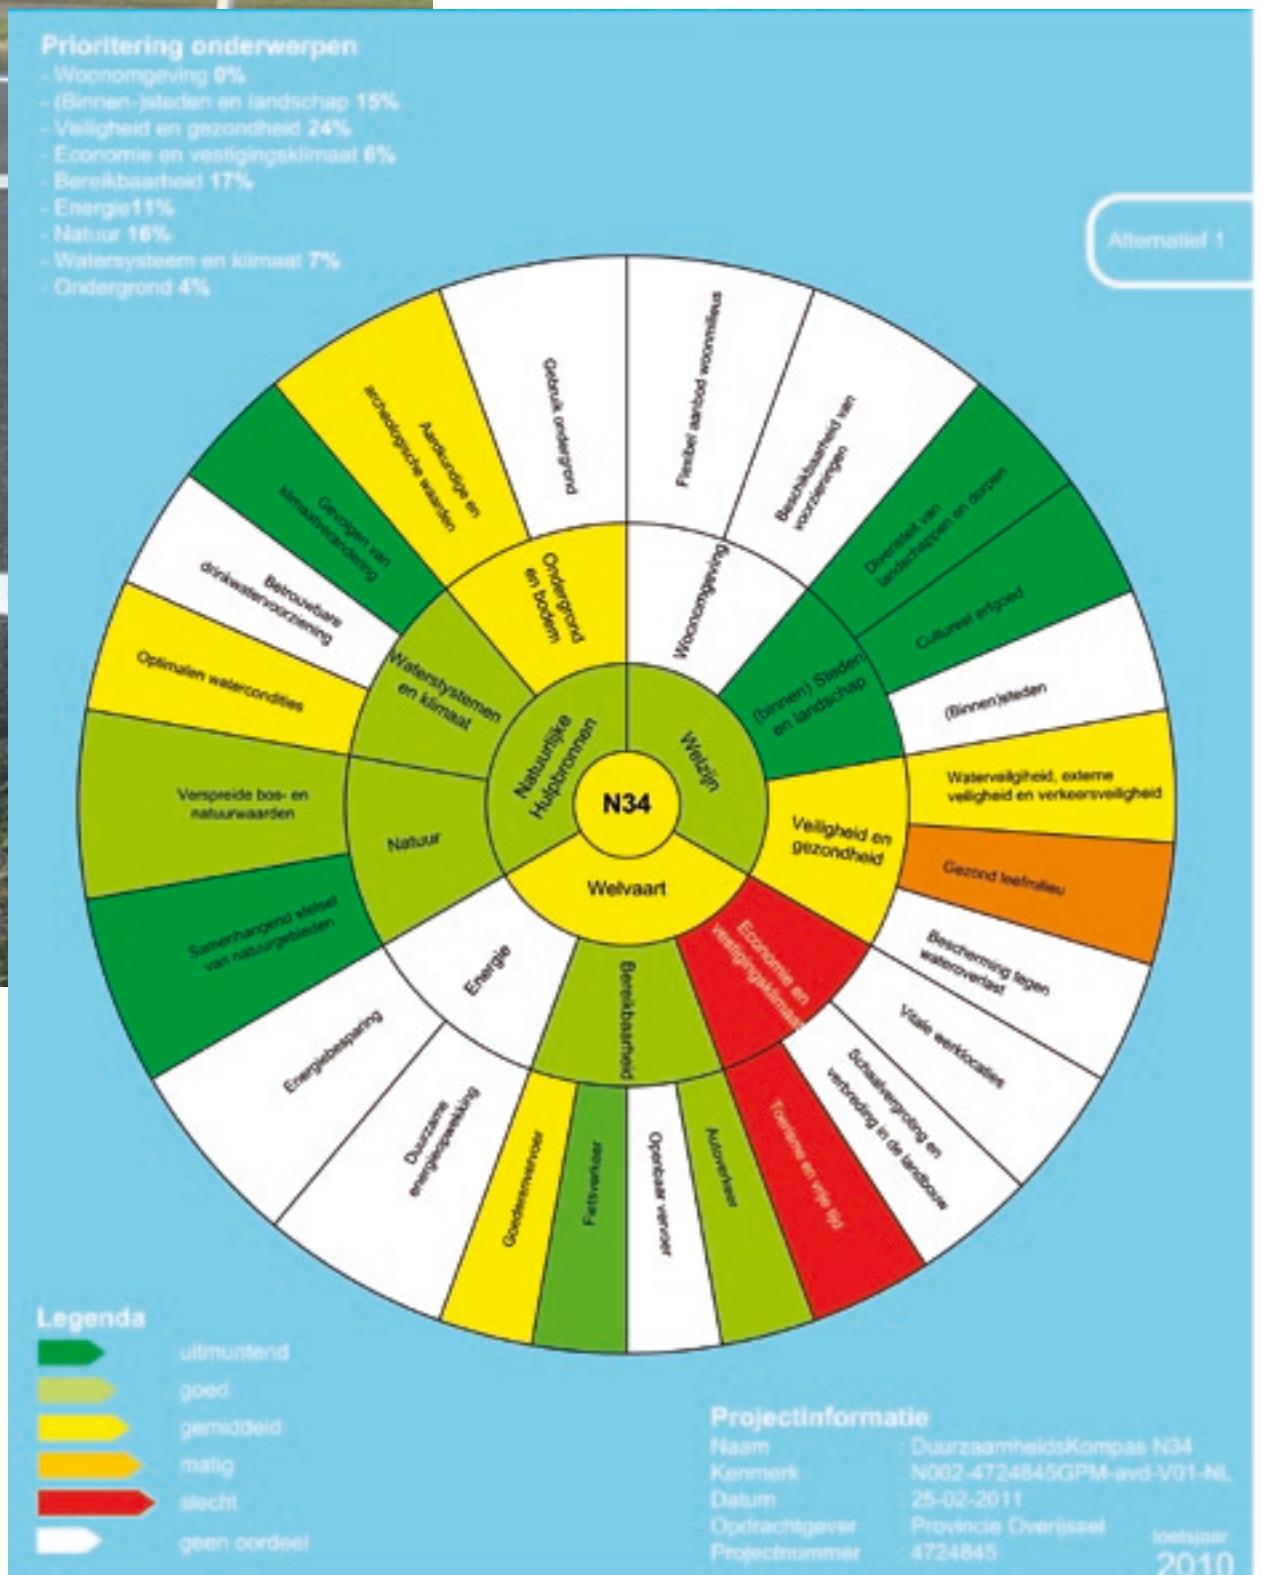 Prioritering onderwerpen
- Woonomgeving 0%
- (Binnen-)steden en landschap 15%
- Veiligheid en gezondheid 24%
- Economie en vestigingsklimaat 6%
- Bereikbaarheid 17%
- Energie11%
- Natuur 16%
- Watersysteem en klimaat 7%
- Ondergrond 4%
Alternatief 1
Flexibel aanbod woonmilieus
Beschikbaarheid van
voorzieningen
Diversiteit van
landschappen en dorpen
Cultureel erfgoed
(Binnen)steden
Waterveiligheid, externe
veiligheid en verkeersveiligheid
Gezond leefmilieu
Bescherming tegen
wateroverlast
Vitale werklocaties
Schaalvergroting en
verbreding in de landbouw
Toerisme en vrije tijd
Autoverkeer
Openbaar vervoer
Fietsverkeer
Goederenvervoer
Duurzame
energieopwekking
Energiebesparing
Samenhangend stelsel
van natuurgebieden
Verspreide bos- en
natuurwaarden
Optimalen watercondities
Betrouwbare
drinkwatervoorziening
Gevolgen van
klimaatverandering
Aardkundige en
archeologische waarden
Gebruik ondergrond
Woonomgeving
(binnen) Steden
en landschap
Veiligheid en
gezondheid
Economie en
vestigingsklimaat
Bereikbaarheid
Energie
Natuur
Waterstystemen
en klimaat
Ondergrond
en bodem
Natuurlijke
Hulpbronnen
Welzijn
Welvaart
N34
Legenda
uitmuntend
goed
gemiddeld
matig
slecht
geen oordeel
Projectinformatie
Naam : DuurzaamheidsKompas N34
Kenmerk : N002-4724845GPM-avd-V01-NL
Datum : 25-02-2011
Opdrachtgever : Provincie Overijssel
Projectnummer : 4724845
toetsjaar
2010